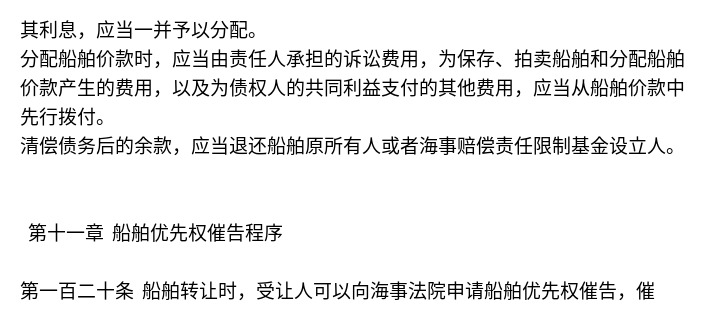 其利息，应当一并予以分配。
分配船舶价款时，应当由责任人承担的诉讼费用，为保存、拍卖船舶和分配船舶
价款产生的费用，以及为债权人的共同利益支付的其他费用，应当从船舶价款中
先行拨付。
清偿债务后的余款，应当退还船舶原所有人或者海事赔偿责任限制基金设立人。
第十一章 船舶优先权催告程序
第一百二十条 船舶转让时，受让人可以向海事法院申请船舶优先权催告，催